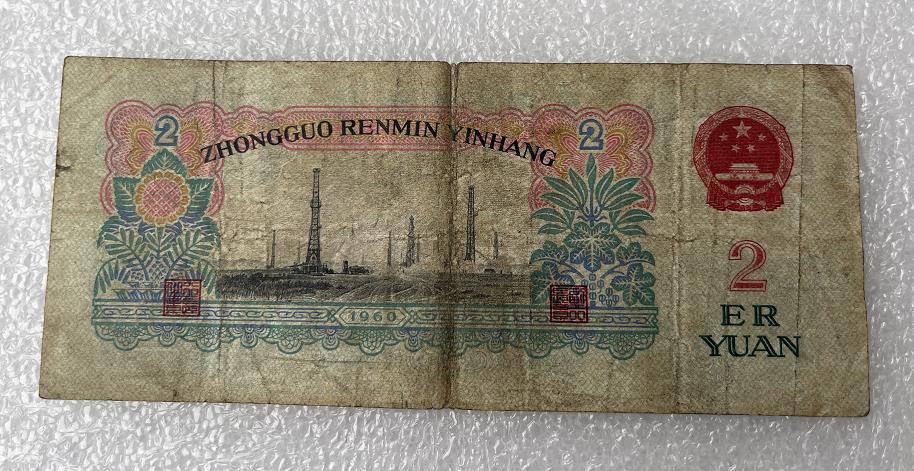 2
2
ZHONGGUO RENMIN YINHANG
1960
2
ER
YUAN